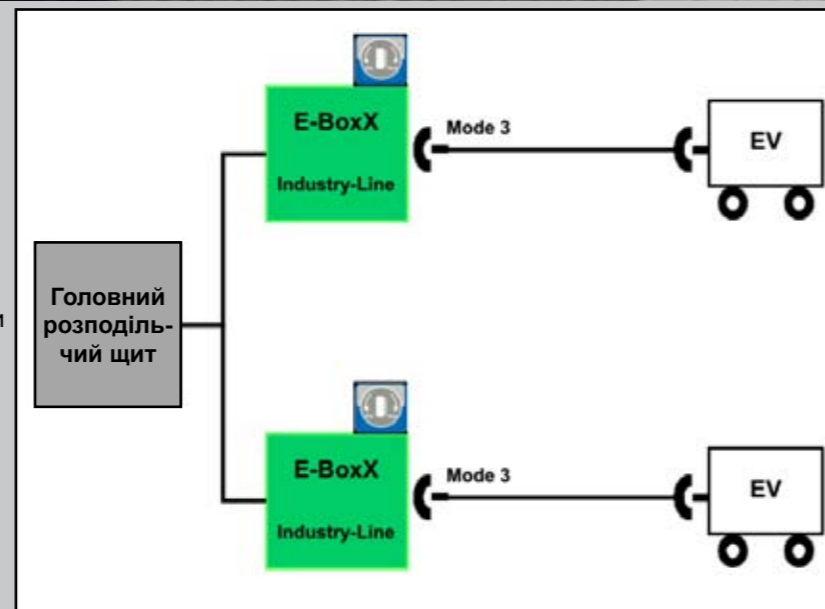 E-BoxX
Industry-Line
Mode 3
EV
Головний
розподіль-
чий щит
E-BoxX
Industry-Line
Mode 3
EV